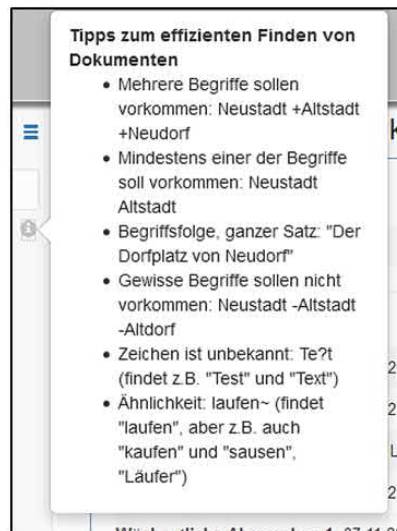 Tipps zum effizienten Finden von
Dokumenten
• Mehrere Begriffe sollen
vorkommen: Neustadt +Altstadt
+Neudorf
• Mindestens einer der Begriffe
soll vorkommen: Neustadt
Altstadt
• Begriffsfolge, ganzer Satz: "Der
Dorfplatz von Neudorf"
• Gewisse Begriffe sollen nicht
vorkommen: Neustadt -Altstadt
-Altdorf
• Zeichen ist unbekannt: Te?t
(findet z.B. "Test" und "Text")
• Ähnlichkeit: laufen~ (findet
"laufen", aber z.B. auch
"kaufen" und "sausen",
"Läufer")